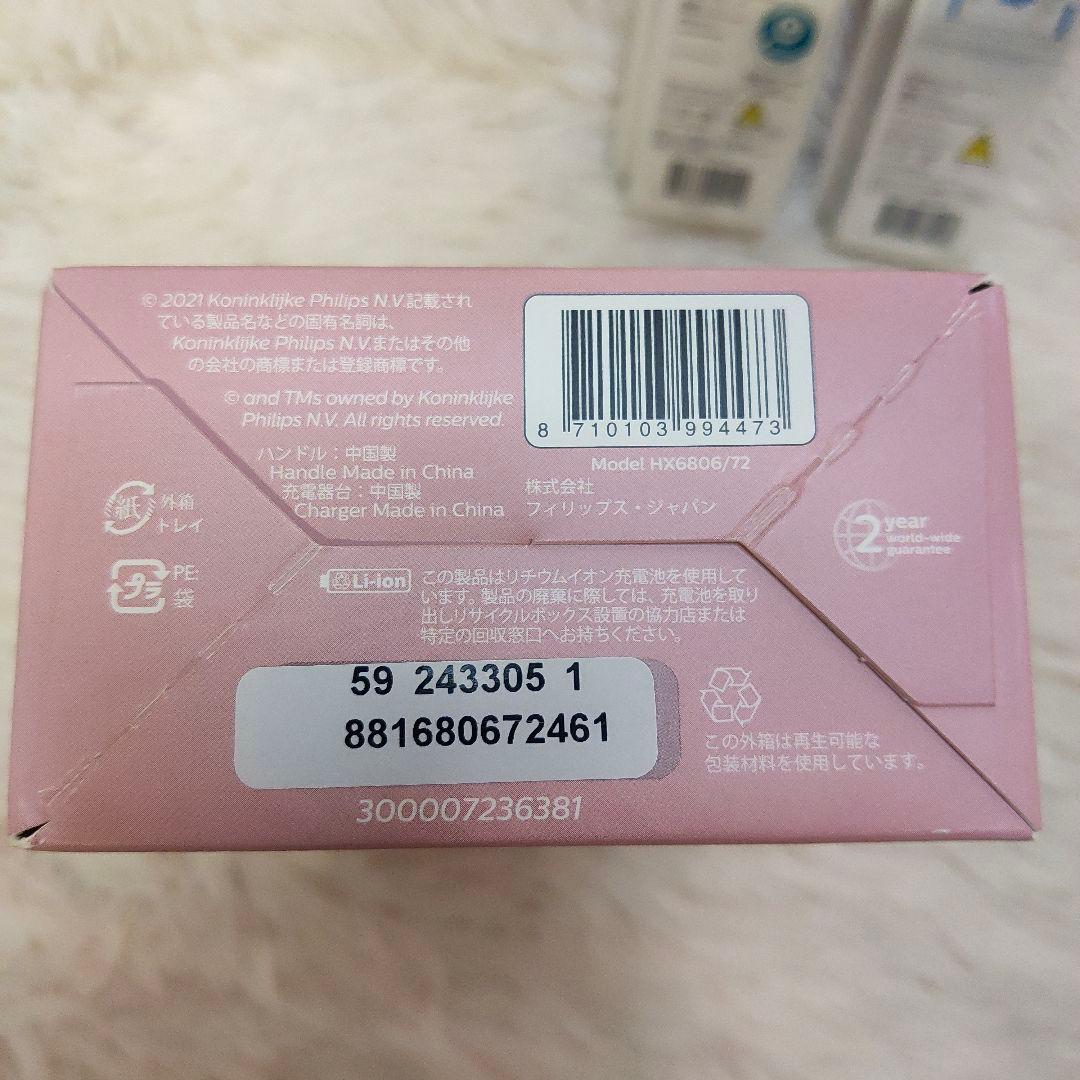 © 2021 Koninklijke Philips N.V.記載され
ている製品名などの固有名詞は、
Koninklijke Philips N.V.またはその他
の会社の商標または登録商標です。
© and TMs owned by Koninklijke
Philips N.V. All rights reserved.
ハンドル：中国製
Handle Made in China
充電器台：中国製
Charger Made in China
8 710103 994473
Model HX6806/72
株式会社
フィリップス・ジャパン
紙 外箱
トレイ
プラ PE:
袋
2 year
world-wide
guarantee
Li-ion
この製品はリチウムイオン充電池を使用して
います。製品の廃棄に際しては、充電池を取り
出しリサイクルボックス設置の協力店または
特定の回収窓口へお持ちください。
59 243305 1
881680672461
300007236381
この外箱は再生可能な
包装材料を使用しています。